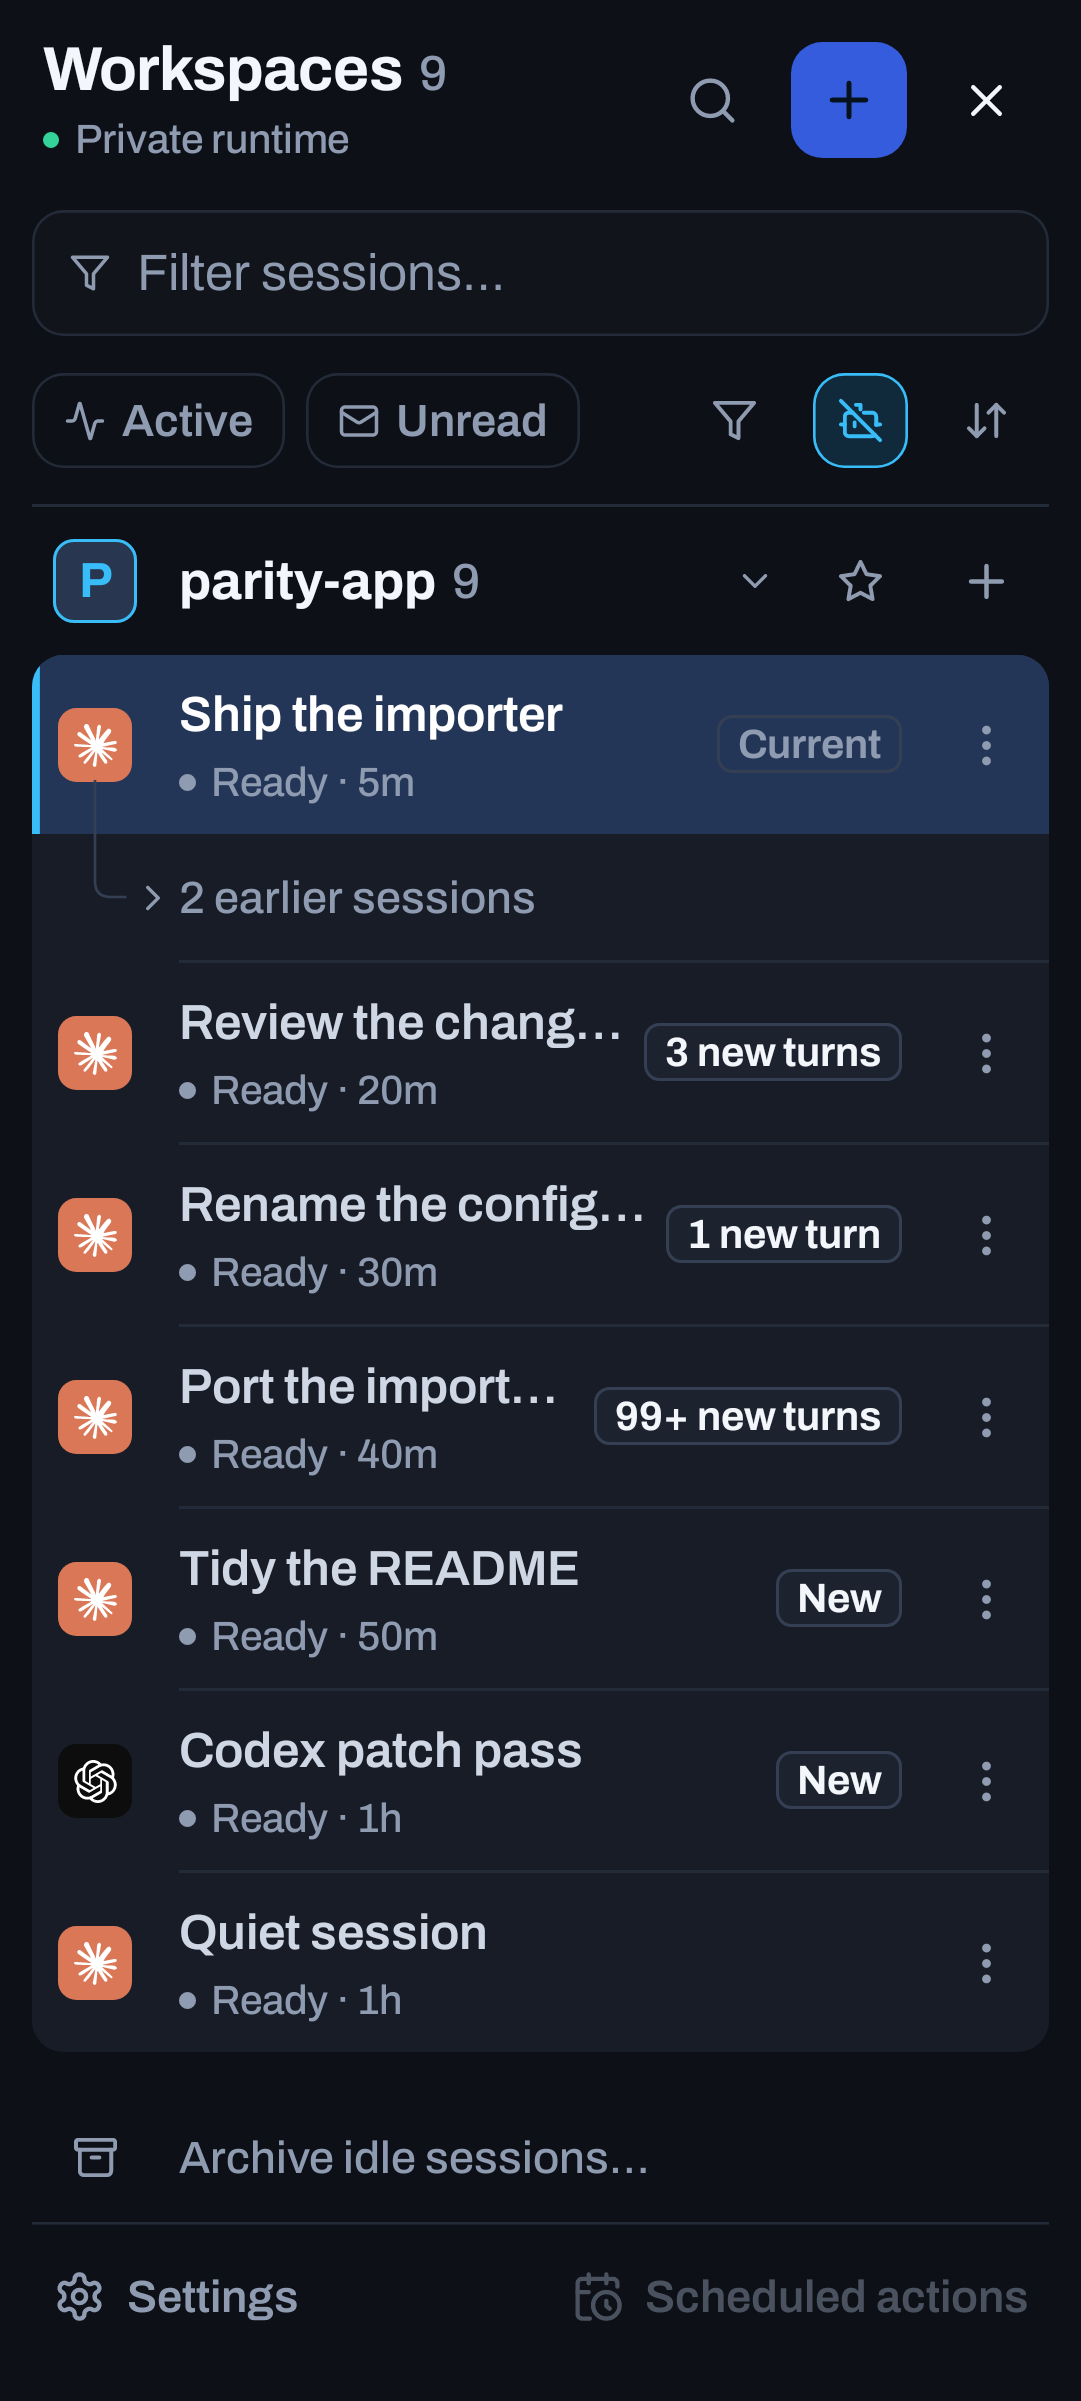 Workspaces 9
Private runtime
Filter sessions...
Active
Unread
P
parity-app 9
Ship the importer
Current
Ready · 5m
2 earlier sessions
Review the chang...
3 new turns
Ready · 20m
Rename the config...
1 new turn
Ready · 30m
Port the import...
99+ new turns
Ready · 40m
Tidy the README
New
Ready · 50m
Codex patch pass
New
Ready · 1h
Quiet session
Ready · 1h
Archive idle sessions...
Settings
Scheduled actions